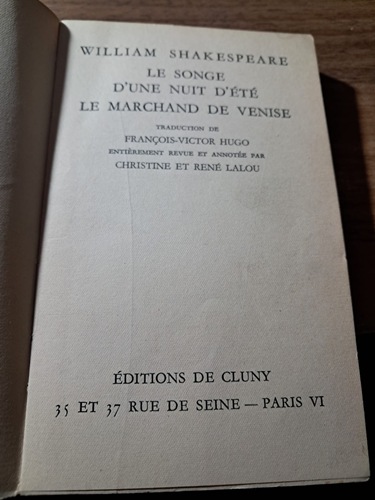 WILLIAM SHAKESPEARE
LE SONGE
D'UNE NUIT D'ÉTÉ
LE MARCHAND DE VENISE
TRADUCTION DE
FRANÇOIS-VICTOR HUGO
ENTIÈREMENT REVUE ET ANNOTÉE PAR
CHRISTINE ET RENÉ LALOU
ÉDITIONS DE CLUNY
35 ET 37 RUE DE SEINE — PARIS VI